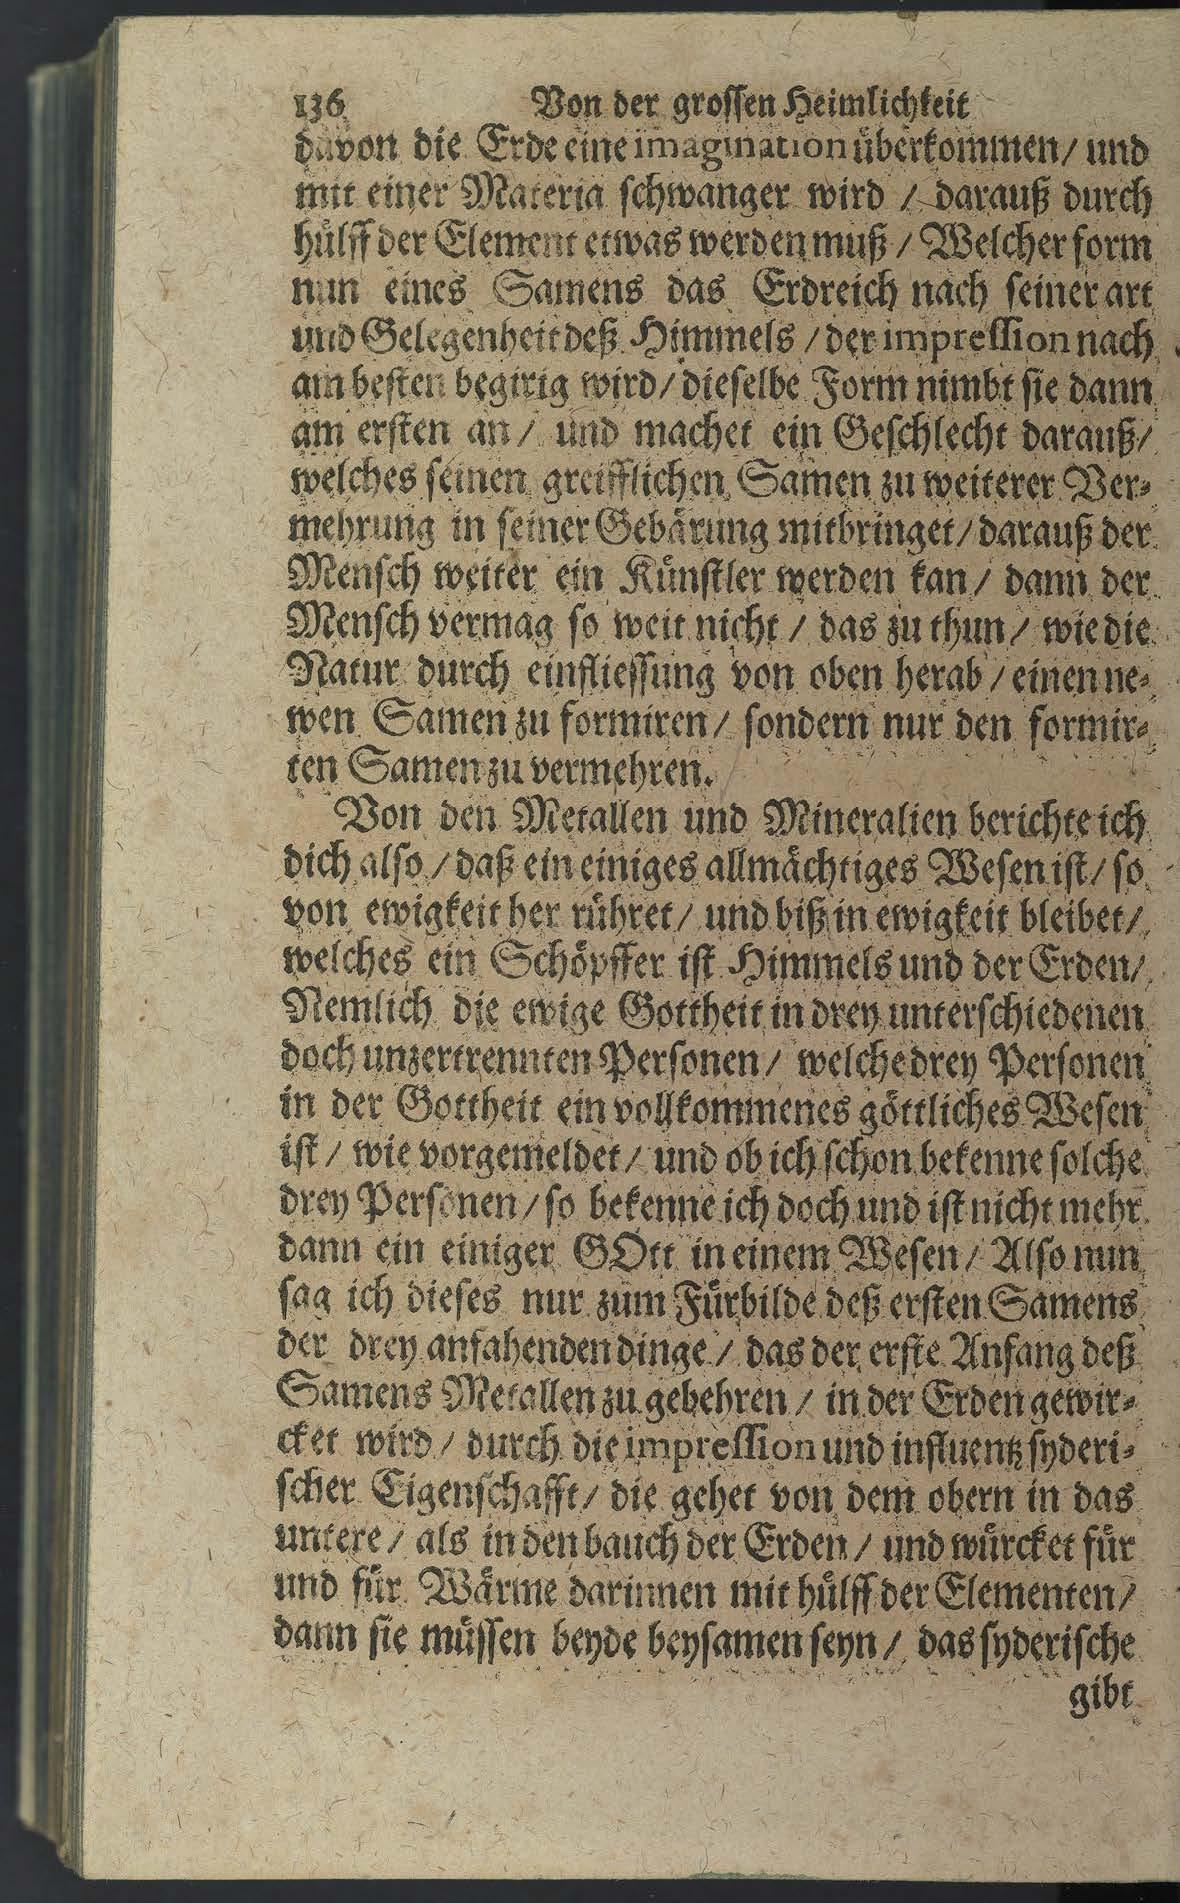 136 Von der grossen Heimlichkeit
davon die Erde eine imagination überkommen/ und
mit einer Materia schwanger wird / darauß durch
hülff der Element etwas werden muß / Welcher form
nun eines Samens das Erdreich nach seiner art
und Gelegenheit deß Himmels / der impression nach
am besten begirig wird/ dieselbe Form nimbt sie dann
am ersten an / und machet ein Geschlecht darauß/
welches seinen greifflichen Samen zu weiterer Ver-
mehrung in seiner Gebärung mitbringet/ darauß der
Mensch weiter ein Künstler werden kan / dann der
Mensch vermag so weit nicht / das zu thun / wie die
Natur durch einfliessung von oben herab / einen ne-
wen Samen zu formiren / sondern nur den formir-
ten Samen zu vermehren.
Von den Metallen und Mineralien berichte ich
dich also / daß ein einiges allmächtiges Wesen ist / so
von ewigkeit her rühret / und biß in ewigkeit bleibet /
welches ein Schöpffer ist Himmels und der Erden/
Nemlich die ewige Gottheit in drey unterschiedenen
doch unzertrennten Personen / welche drey Personen
in der Gottheit ein vollkommenes göttliches Wesen
ist / wie vorgemeldet / und ob ich schon bekenne solche
drey Personen / so bekenne ich doch und ist nicht mehr
dann ein einiger GOtt in einem Wesen / Also nun
sag ich dieses nur zum Fürbilde deß ersten Samens
der drey anfahenden dinge / das der erste Anfang deß
Samens Metallen zu gebehren / in der Erden gewir-
cket wird / durch die impression und influentz syderi-
scher Eigenschafft / die gehet von dem obern in das
untere / als in den bauch der Erden / und würcket für
und für Wärme darinnen mit hülff der Elementen /
dann sie müssen beyde beysamen seyn / das syderische
gibt